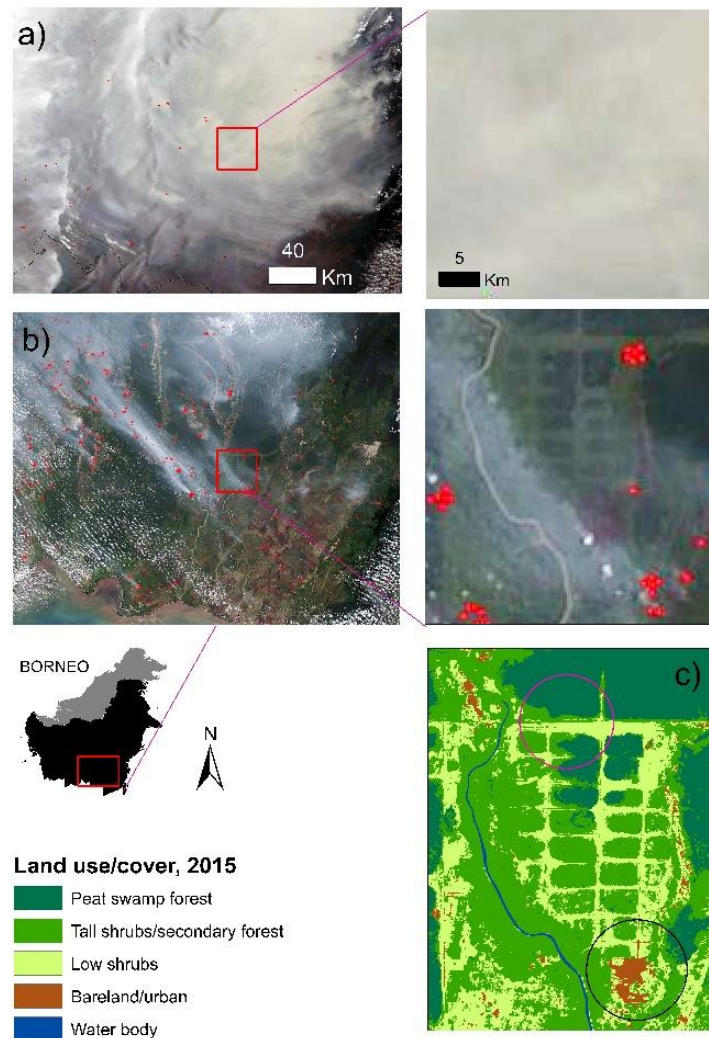 a)
40
Km
5
Km
b)
BORNEO
N
c)
Land use/cover, 2015
Peat swamp forest
Tall shrubs/secondary forest
Low shrubs
Bareland/urban
Water body